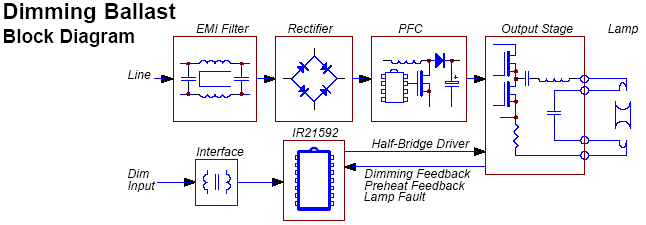 Dimming Ballast
Block Diagram
EMI Filter
Rectifier
PFC
Output Stage
Lamp
Line
+
IR21592
Interface
Half-Bridge Driver
Dim
Input
Dimming Feedback
Preheat Feedback
Lamp Fault